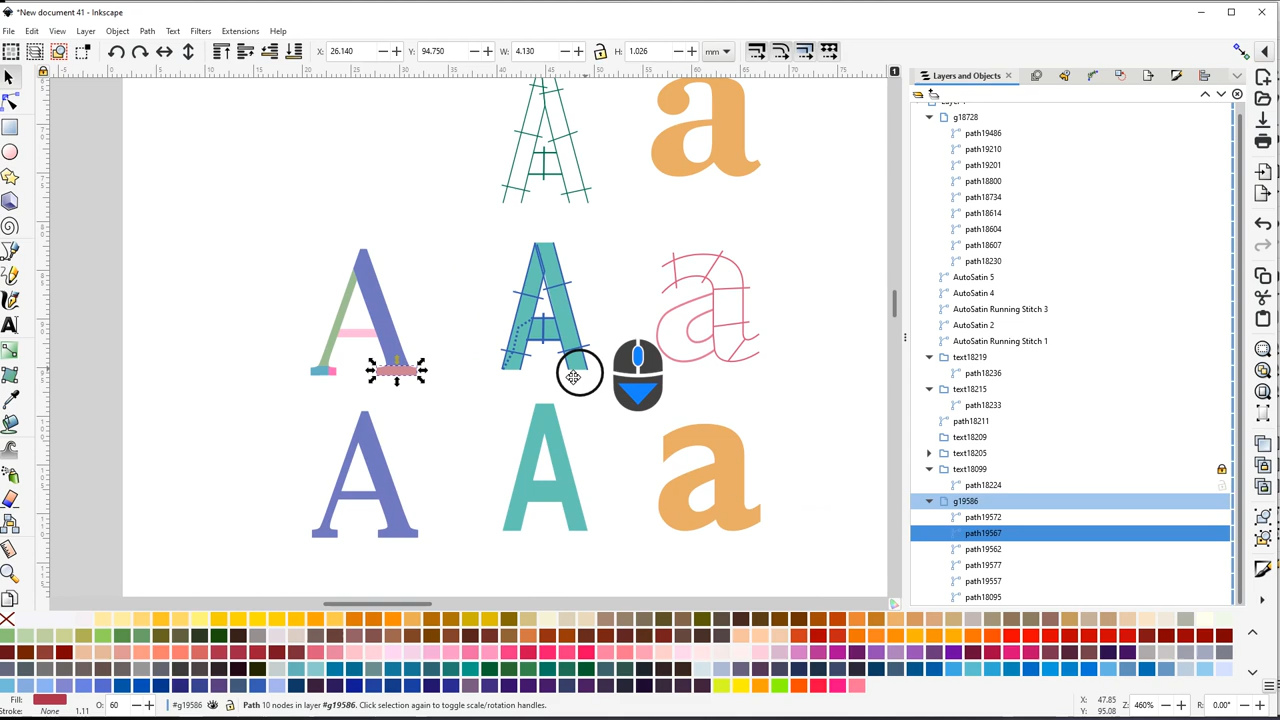 *New document 41 - Inkscape
File Edit View Layer Object Path Text Filters Extensions Help
X: 26.140 Y: 94.750 W: 4.130 H: 1.026 mm
Layers and Objects
g18728
path19486
path19210
path19201
path18800
path18734
path18614
path18604
path18607
path18230
AutoSatin 5
AutoSatin 4
AutoSatin Running Stitch 3
AutoSatin 2
AutoSatin Running Stitch 1
text18219
path18236
text18215
path18233
path18211
text18209
text18205
text18099
path18224
g19586
path19572
path19567
path19562
path19577
path19557
path18095
A a
A A a
A A a
Fill:
Stroke: None 1.11 O: 60 #g19586 Path 10 nodes in layer #g19586. Click selection again to toggle scale/rotation handles. X: 47.85 Y: 95.08 Z: 460% R: 0.00°